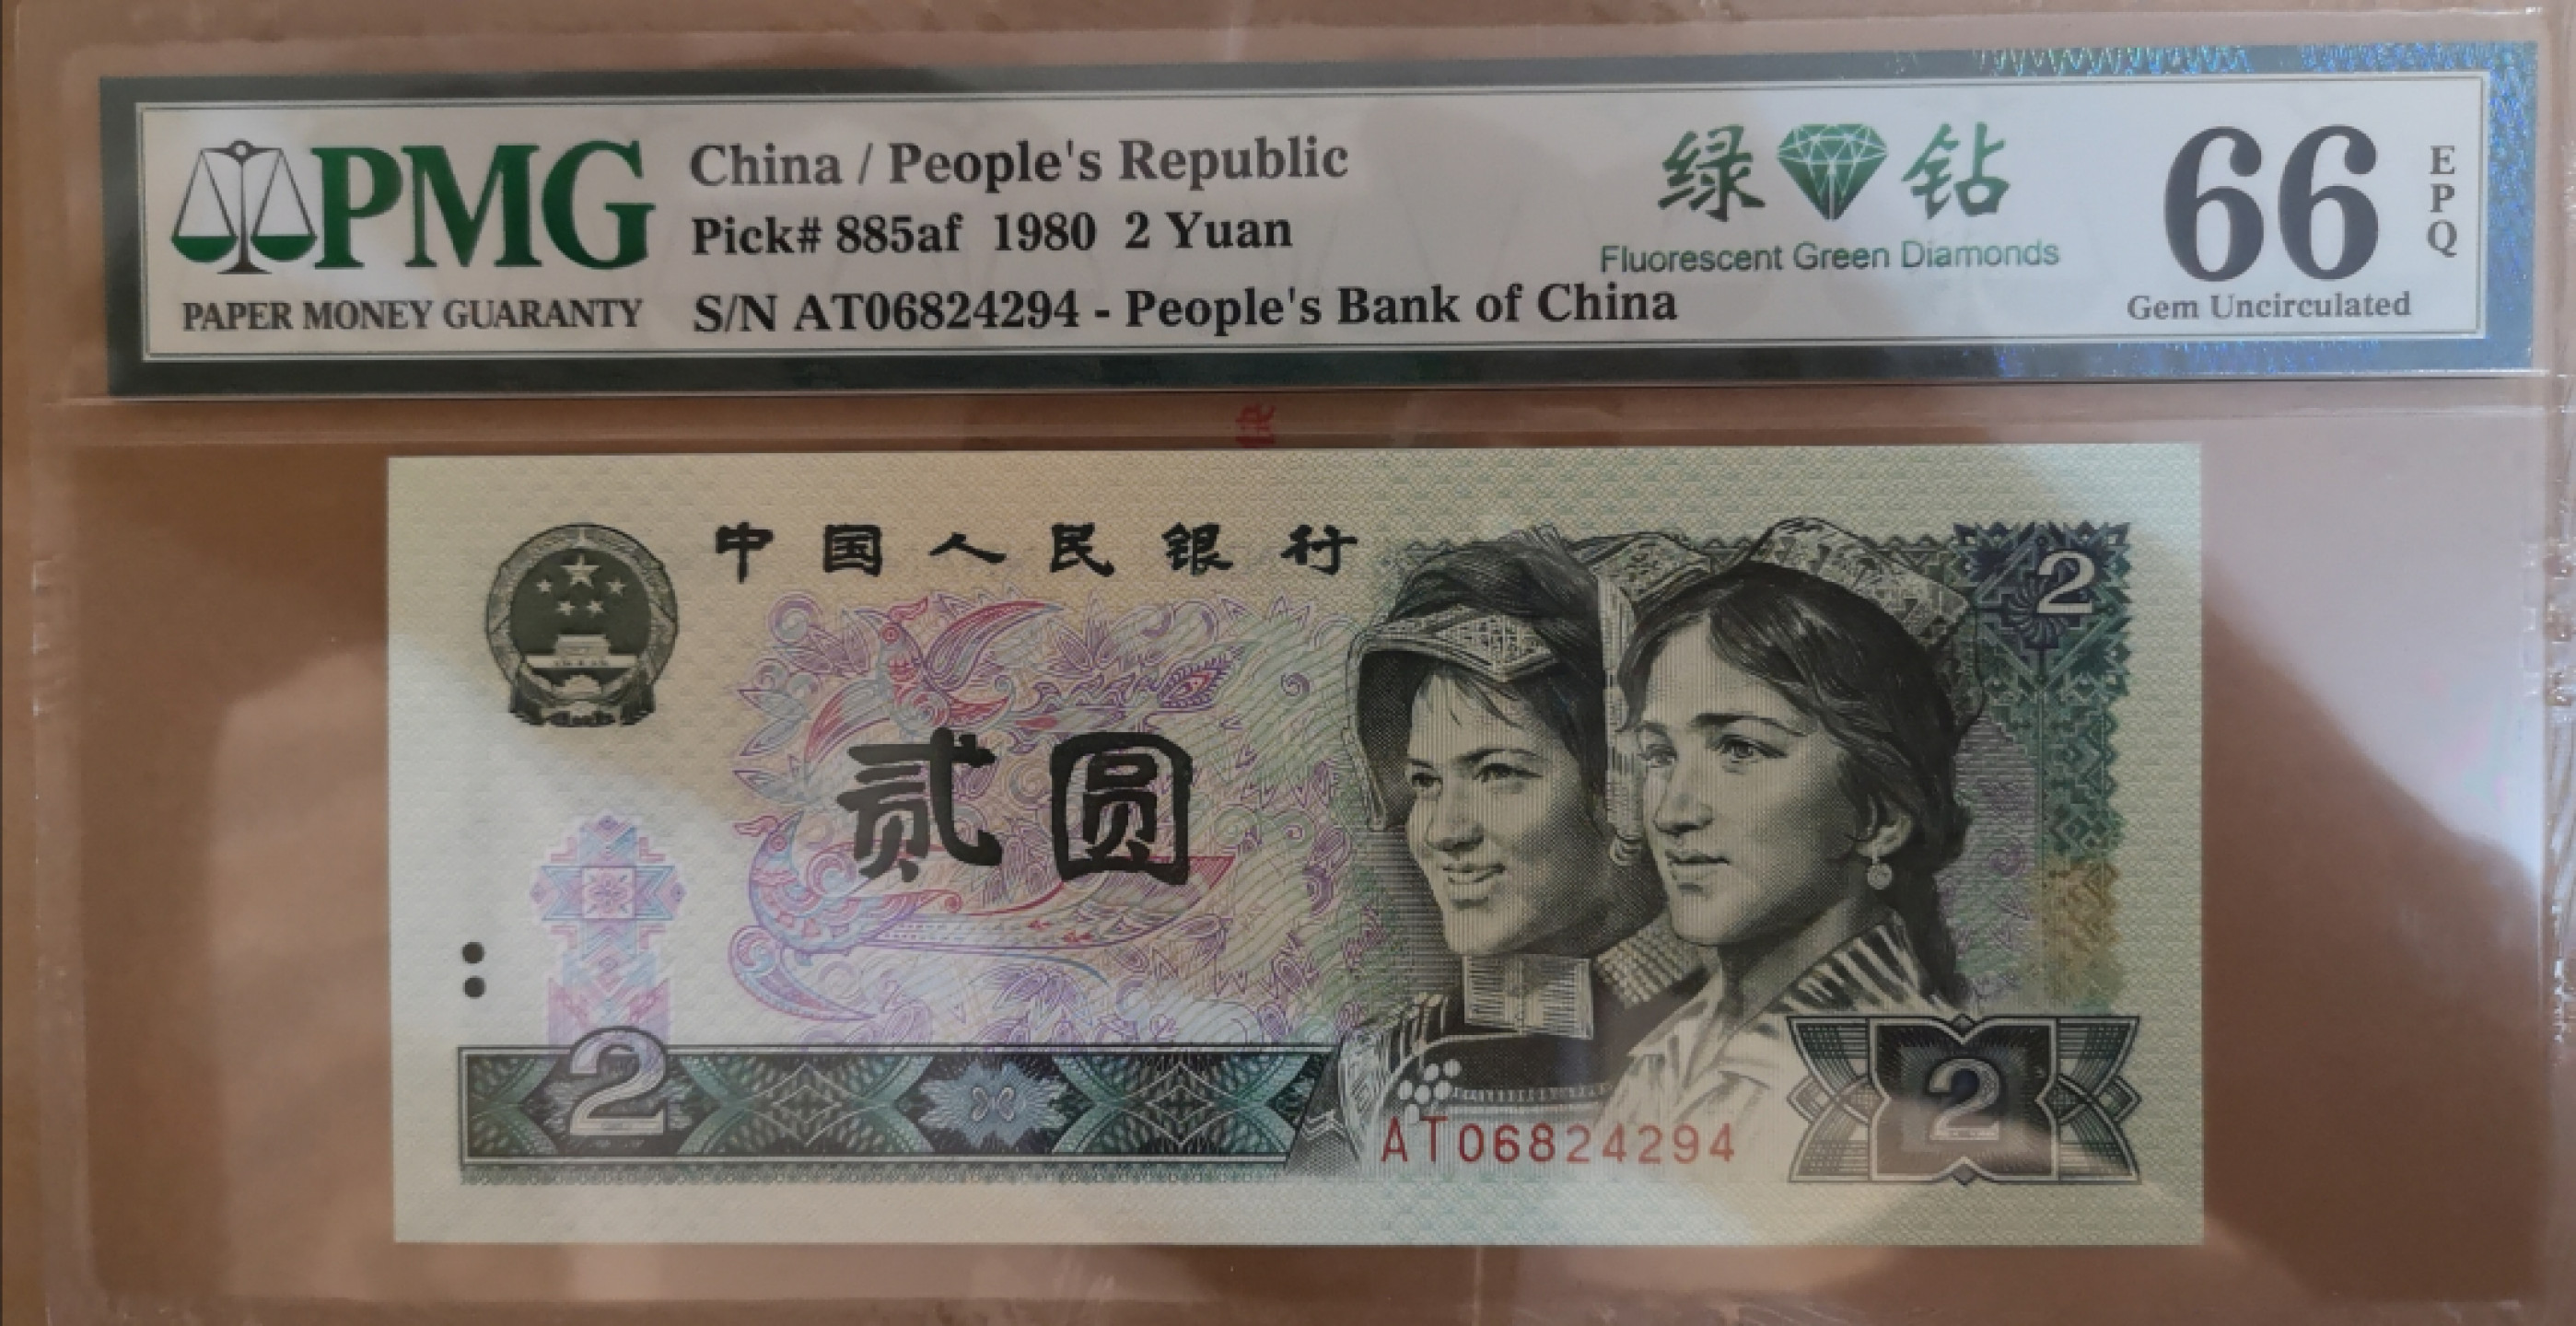 PMG
PAPER MONEY GUARANTY
China / People's Republic
Pick# 885af 1980 2 Yuan
S/N AT06824294 - People's Bank of China
绿钻
Fluorescent Green Diamonds
66
EPQ
Gem Uncirculated
中国人民银行
2
贰圆
2
AT06824294
2